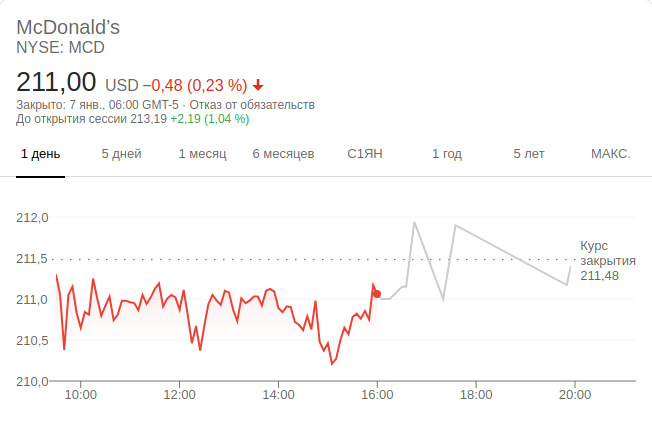 McDonald’s
NYSE: MCD
211,00 USD −0,48 (0,23 %)
Закрыто: 7 янв., 06:00 GMT-5 · Отказ от обязательств
До открытия сессии 213,19 +2,19 (1,04 %)
1 день 5 дней 1 месяц 6 месяцев С1ЯН 1 год 5 лет МАКС.
212,0
211,5
211,0
210,5
210,0
Курс
закрытия
211,48
10:00 12:00 14:00 16:00 18:00 20:00